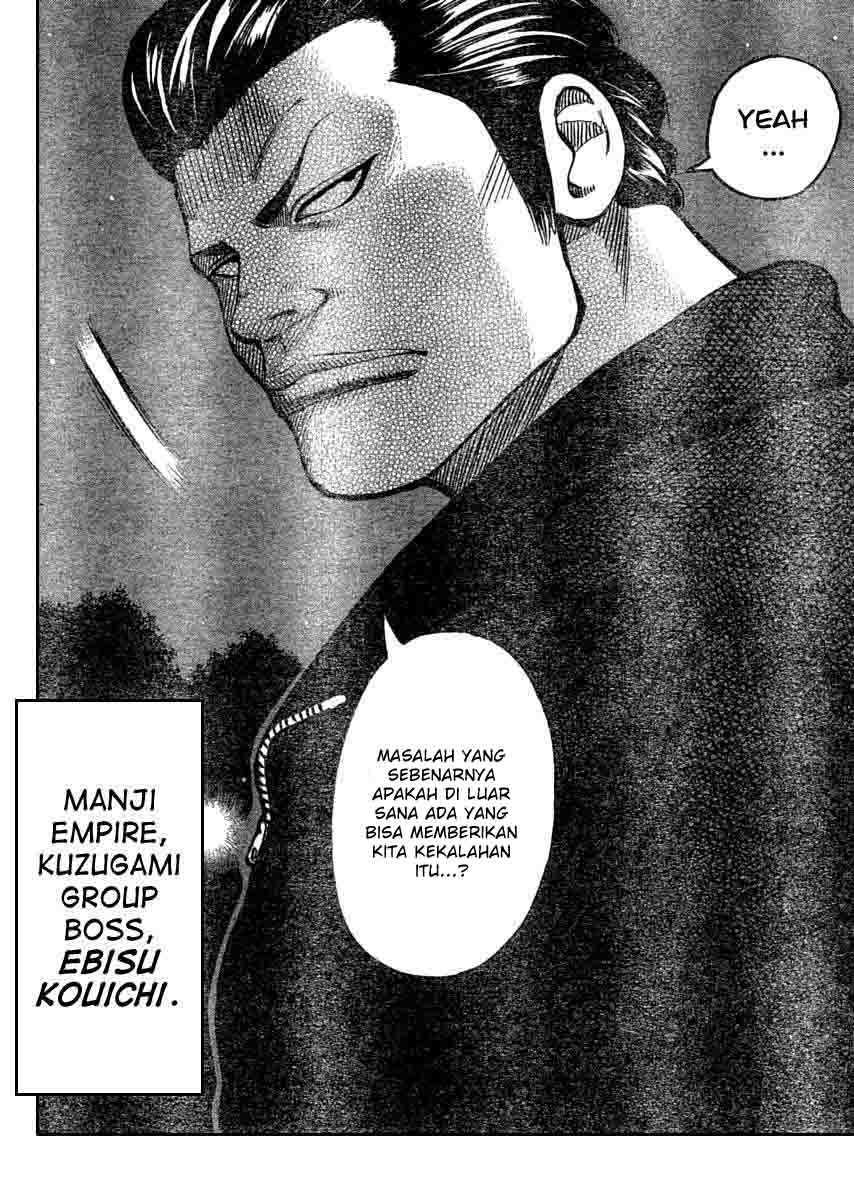 YEAH
...
MASALAH YANG
SEBENARNYA
APAKAH DI LUAR
SANA ADA YANG
BISA MEMBERIKAN
KITA KEKALAHAN
ITU...?
MANJI
EMPIRE,
KUZUGAMI
GROUP
BOSS,
EBISU
KOUICHI.